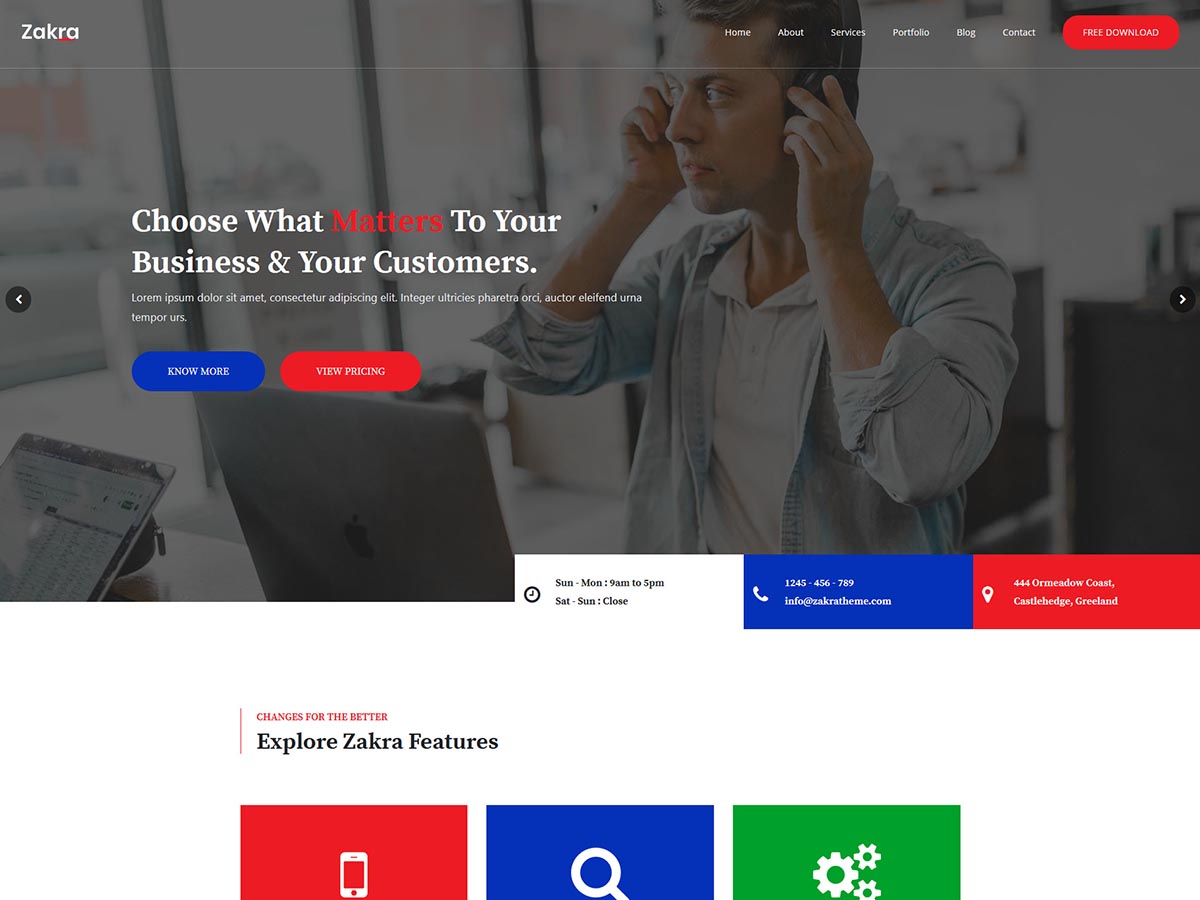 Zakra
Home
About
Services
Portfolio
Blog
Contact
FREE DOWNLOAD
Choose What Matters To Your
Business & Your Customers.
Lorem ipsum dolor sit amet, consectetur adipiscing elit. Integer ultricies pharetra orci, auctor eleifend urna
tempor urs.
KNOW MORE
VIEW PRICING
Sun - Mon : 9am to 5pm
Sat - Sun : Close
1245 - 456 - 789
info@zakratheme.com
444 Ormeadow Coast,
Castlehedge, Greeland
CHANGES FOR THE BETTER
Explore Zakra Features